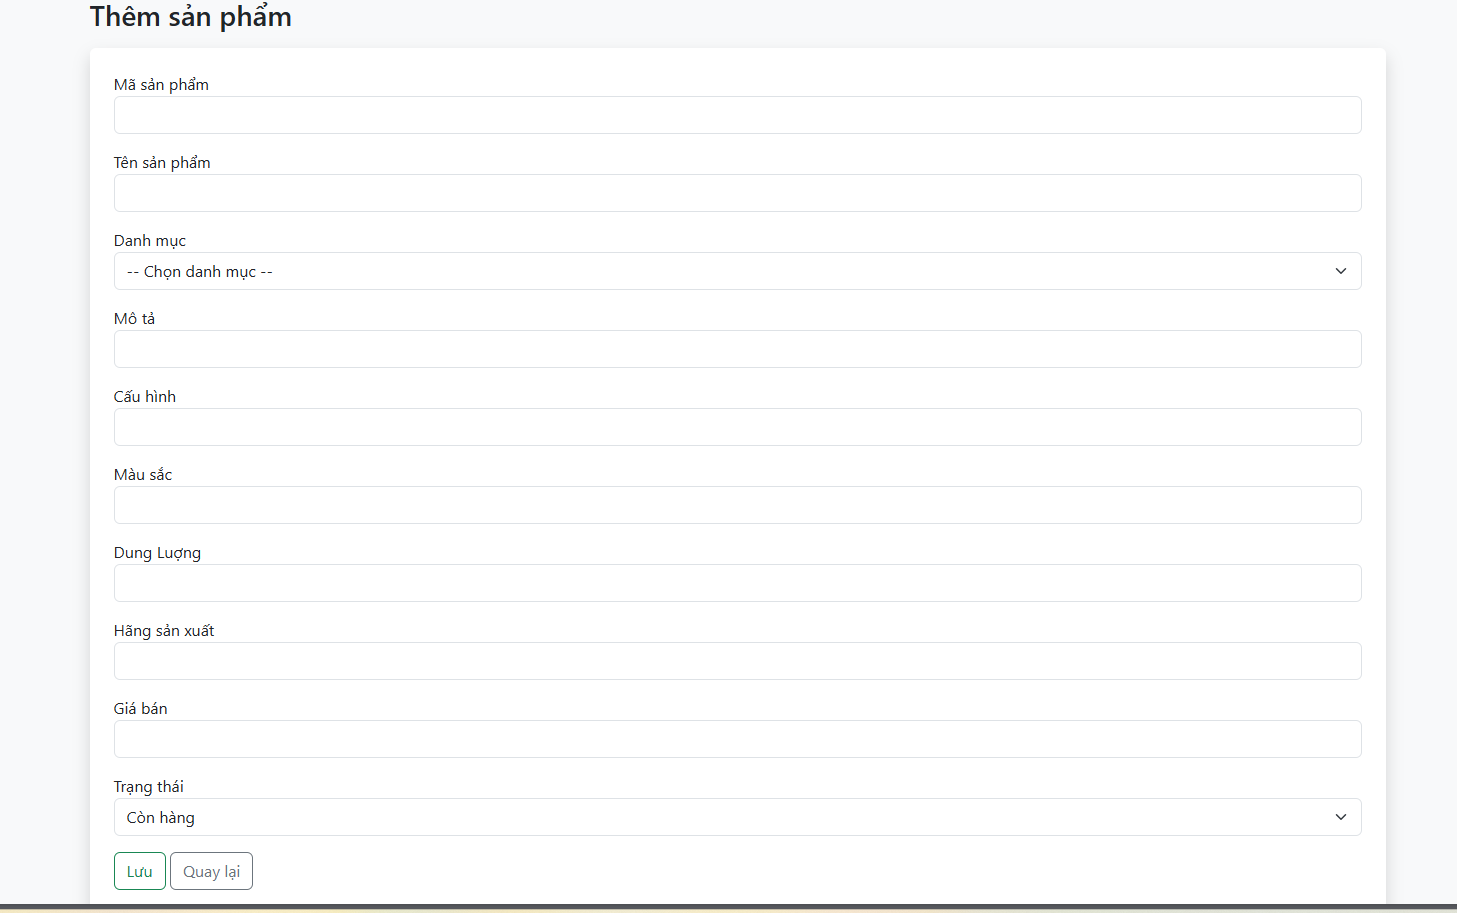 Thêm sản phẩm
Mã sản phẩm
Tên sản phẩm
Danh mục
-- Chọn danh mục --
Mô tả
Cấu hình
Màu sắc
Dung Lượng
Hãng sản xuất
Giá bán
Trạng thái
Còn hàng
Lưu Quay lại